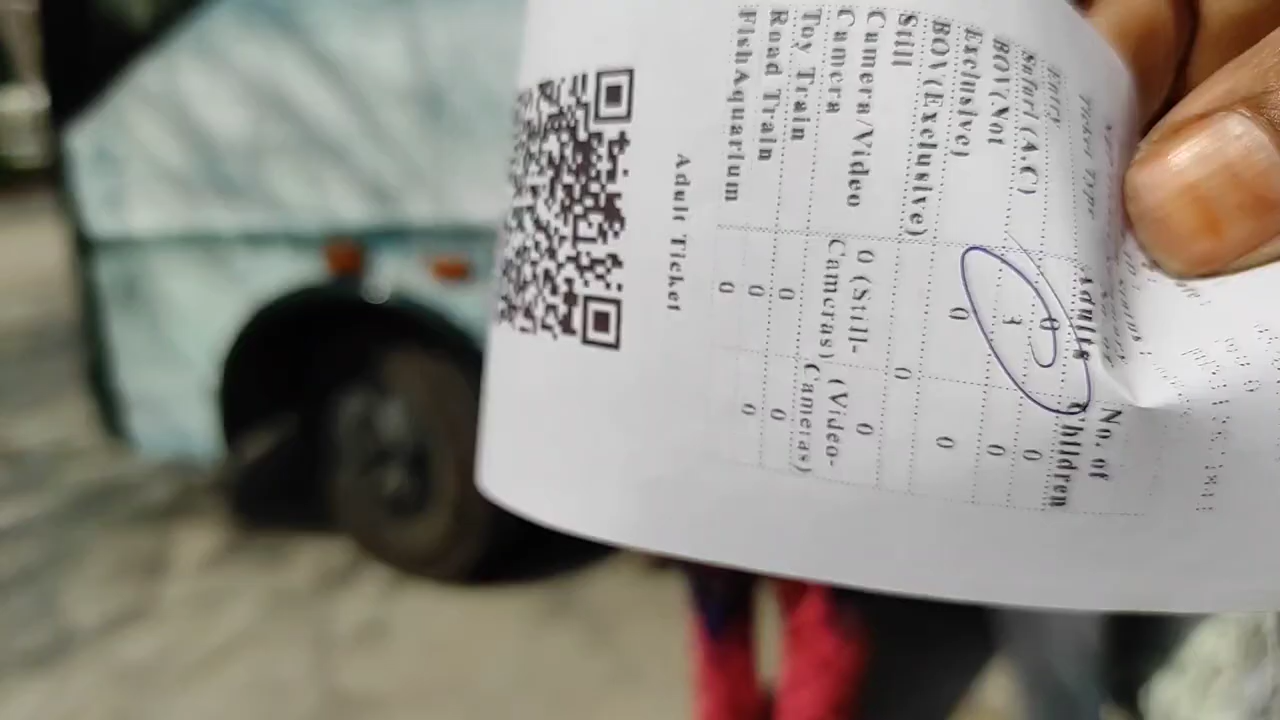 Ticket Type
Adults
No. of
Children
Entry
0
0
Safari (A.C)
3
0
BOV(Not
Exclusive)
0
0
BOV(Exclusive)
0
Still
Camera/Video
Camera
0 (Still-
Cameras)
0
(Video-
Cameras)
Toy Train
0
0
Road Train
0
0
FishAquarium
0
Adult Ticket